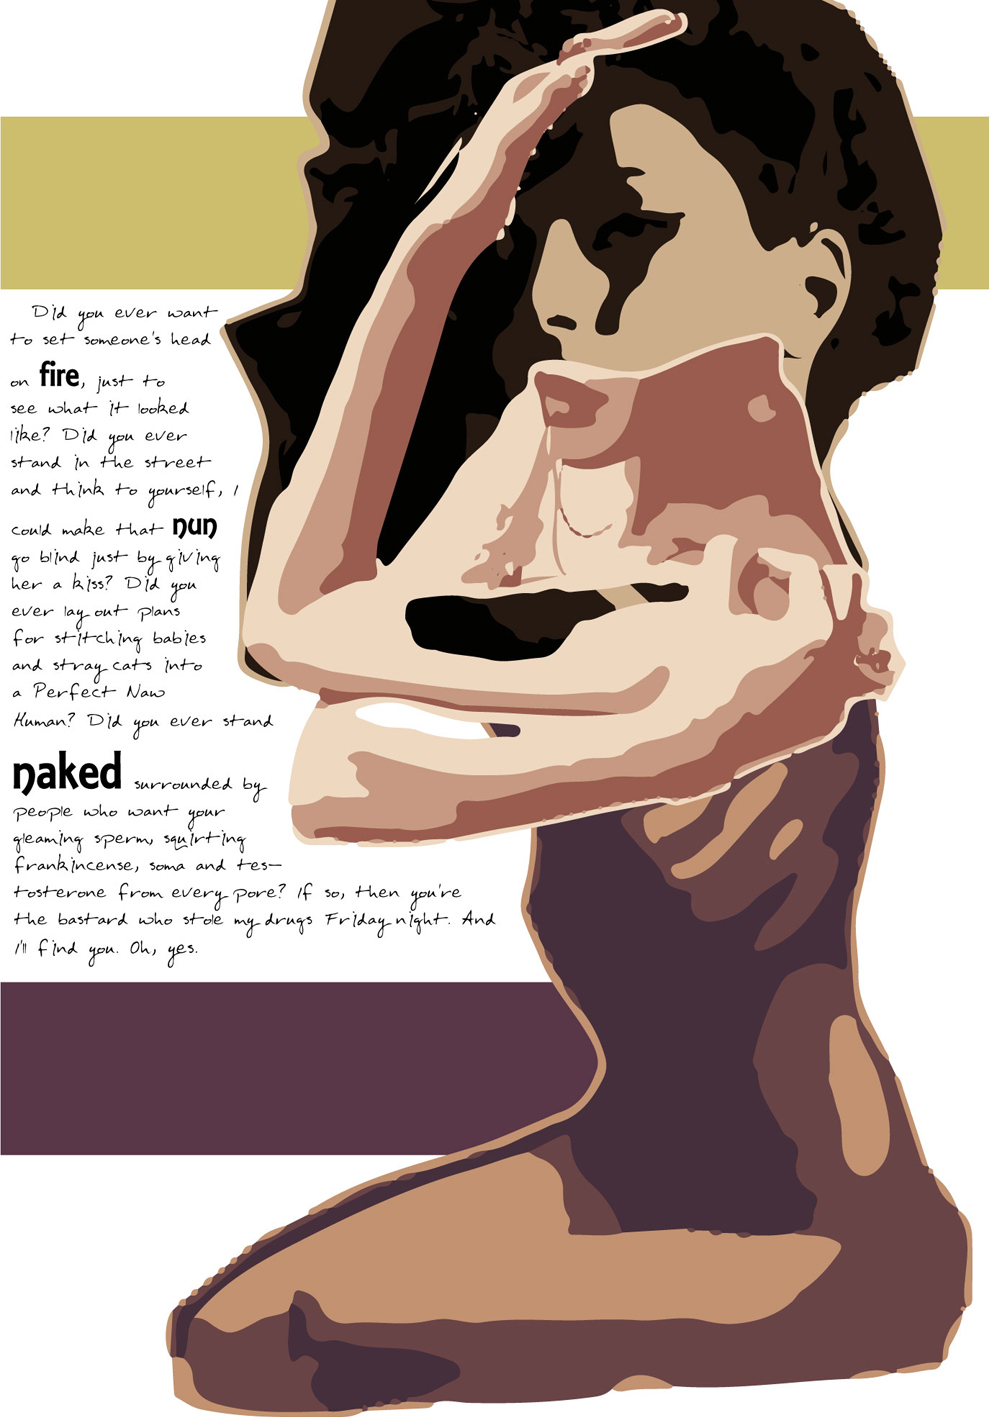 Did you ever want
to set someone's head
on fire, just to
see what it looked
like? Did you ever
stand in the street
and think to yourself, I
could make that nun
go blind just by giving
her a kiss? Did you
ever lay out plans
for stitching babies
and stray cats into
a Perfect Naw
Human? Did you ever stand
naked surrounded by
people who want your
gleaming sperm, squirting
frankincense, soma and tes-
tosterone from every pore? If so, then you're
the bastard who stole my drugs Friday night. And
I'll find you. Oh, yes.